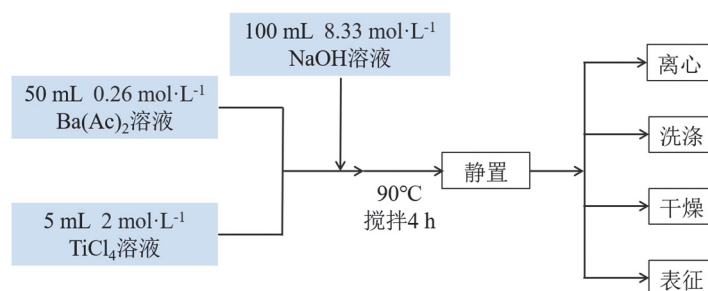 100 mL 8.33 mol·L⁻¹
NaOH溶液
50 mL 0.26 mol·L⁻¹
Ba(Ac)₂溶液
5 mL 2 mol·L⁻¹
TiCl₄溶液
90℃
搅拌4 h
静置
离心
洗涤
干燥
表征